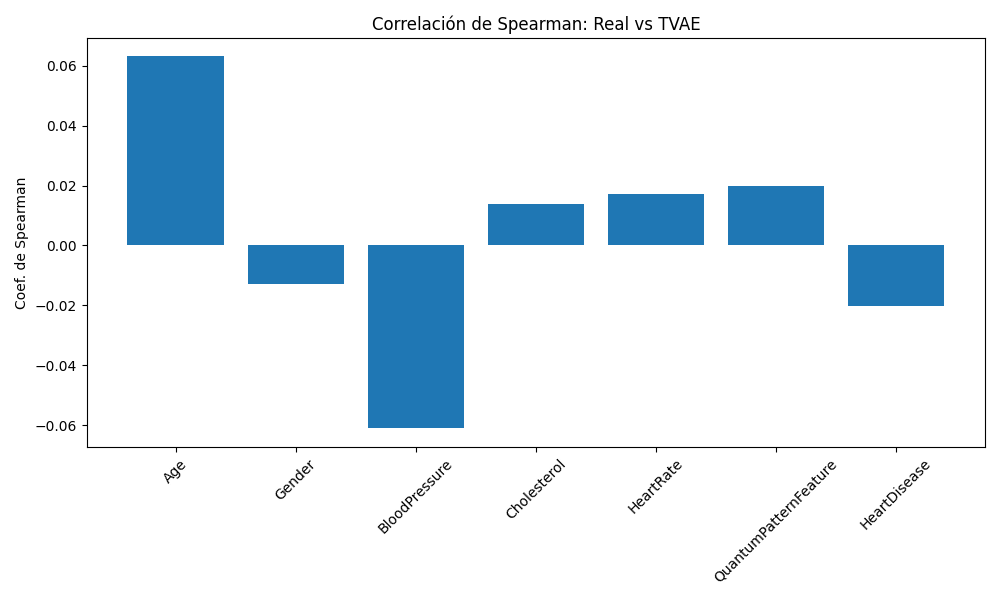 Correlación de Spearman: Real vs TVAE
Coef. de Spearman
0.06
0.04
0.02
0.00
−0.02
−0.04
−0.06
Age
Gender
BloodPressure
Cholesterol
HeartRate
QuantumPatternFeature
HeartDisease